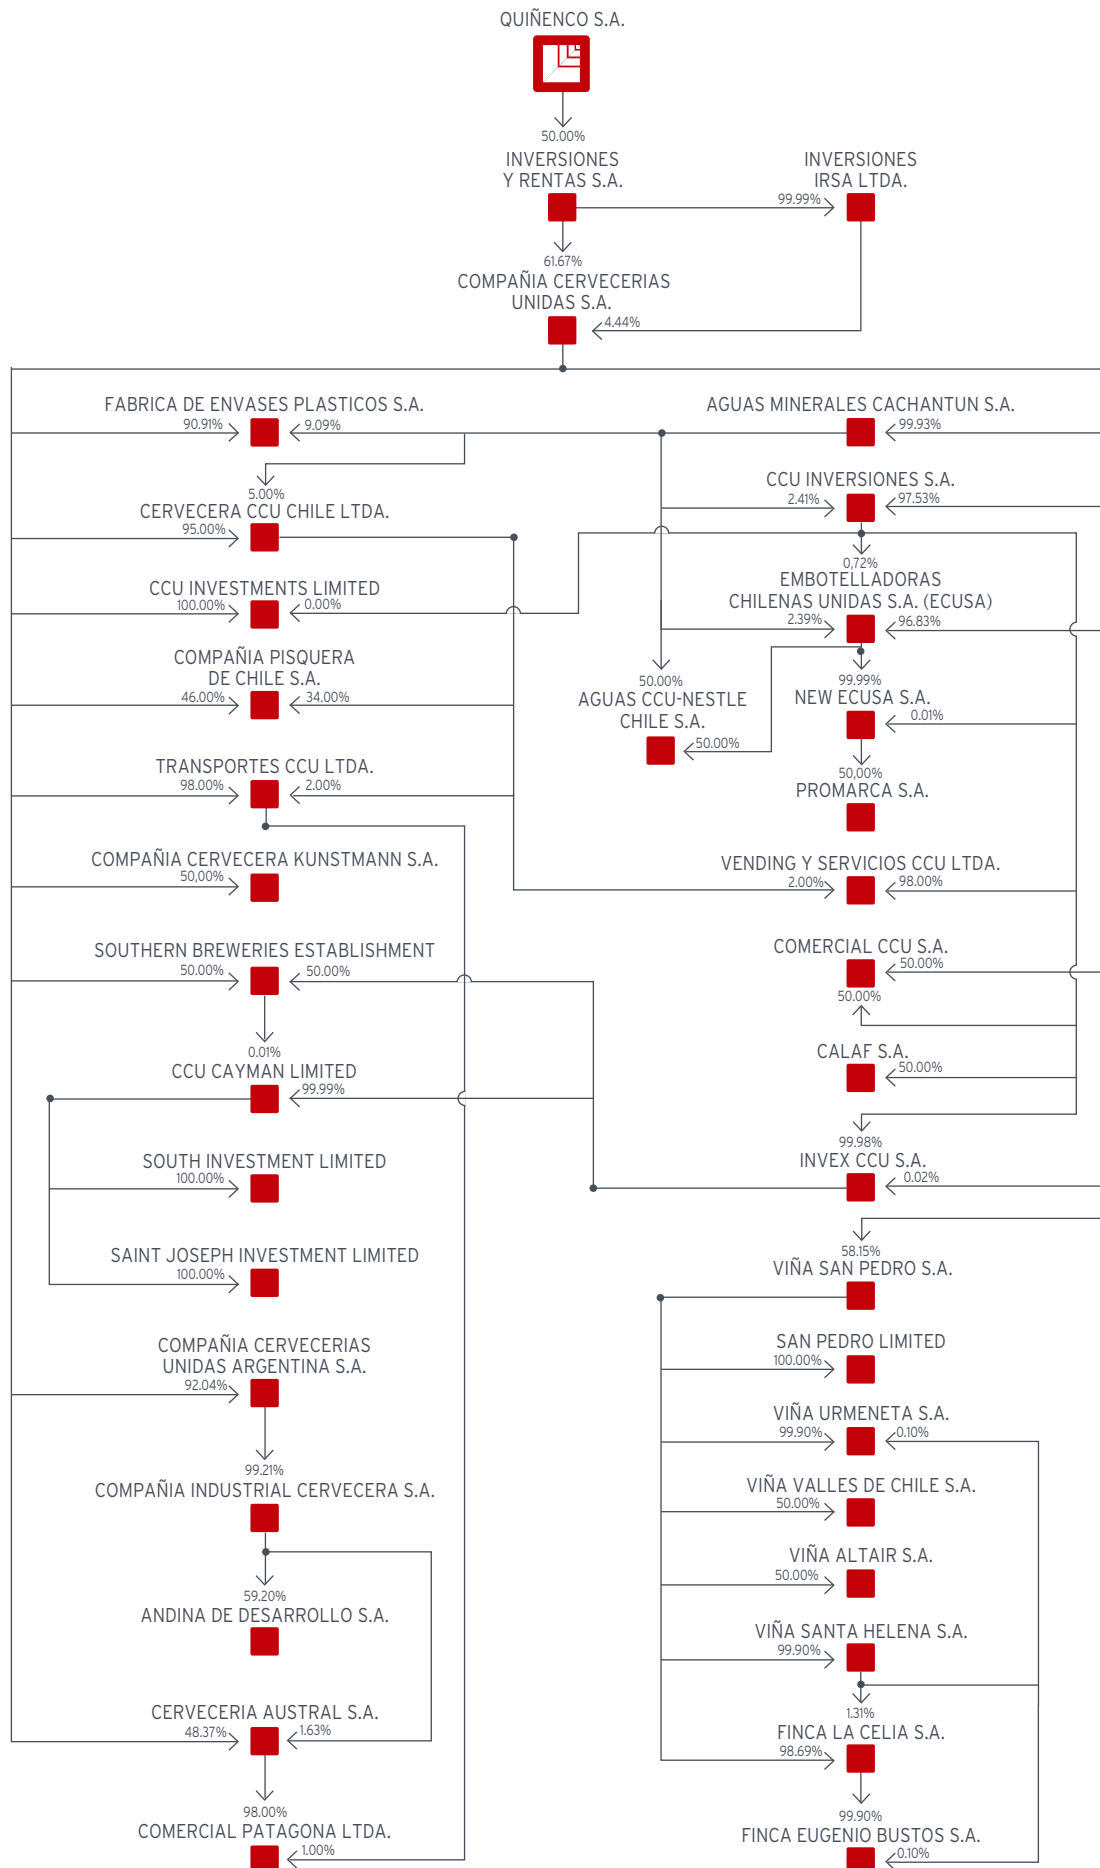 QUIÑENCO S.A.
50.00%
INVERSIONES
Y RENTAS S.A.
INVERSIONES
IRSA LTDA.
99.99%
61.67%
COMPAÑIA CERVECERIAS
UNIDAS S.A.
4.44%
FABRICA DE ENVASES PLASTICOS S.A.
90.91%
9.09%
AGUAS MINERALES CACHANTUN S.A.
99.93%
5.00%
CERVECERA CCU CHILE LTDA.
95.00%
CCU INVERSIONES S.A.
2.41%
97.53%
0,72%
CCU INVESTMENTS LIMITED
100.00%
0.00%
EMBOTELLADORAS
CHILENAS UNIDAS S.A. (ECUSA)
2.39%
96.83%
COMPAÑIA PISQUERA
DE CHILE S.A.
46.00%
34.00%
50.00%
AGUAS CCU-NESTLE
CHILE S.A.
50.00%
99.99%
NEW ECUSA S.A.
0.01%
50,00%
PROMARCA S.A.
TRANSPORTES CCU LTDA.
98.00%
2.00%
COMPAÑIA CERVECERA KUNSTMANN S.A.
50,00%
VENDING Y SERVICIOS CCU LTDA.
2.00%
98.00%
SOUTHERN BREWERIES ESTABLISHMENT
50.00%
50.00%
COMERCIAL CCU S.A.
50.00%
50.00%
0.01%
CCU CAYMAN LIMITED
99.99%
CALAF S.A.
50.00%
99.98%
INVEX CCU S.A.
0.02%
SOUTH INVESTMENT LIMITED
100.00%
SAINT JOSEPH INVESTMENT LIMITED
100.00%
58.15%
VIÑA SAN PEDRO S.A.
COMPAÑIA CERVECERIAS
UNIDAS ARGENTINA S.A.
92.04%
SAN PEDRO LIMITED
100.00%
VIÑA URMENETA S.A.
99.90%
0.10%
99.21%
COMPAÑIA INDUSTRIAL CERVECERA S.A.
VIÑA VALLES DE CHILE S.A.
50.00%
VIÑA ALTAIR S.A.
50.00%
59.20%
ANDINA DE DESARROLLO S.A.
VIÑA SANTA HELENA S.A.
99.90%
1.31%
CERVECERIA AUSTRAL S.A.
48.37%
1.63%
FINCA LA CELIA S.A.
98.69%
98.00%
COMERCIAL PATAGONA LTDA.
1.00%
99.90%
FINCA EUGENIO BUSTOS S.A.
0.10%